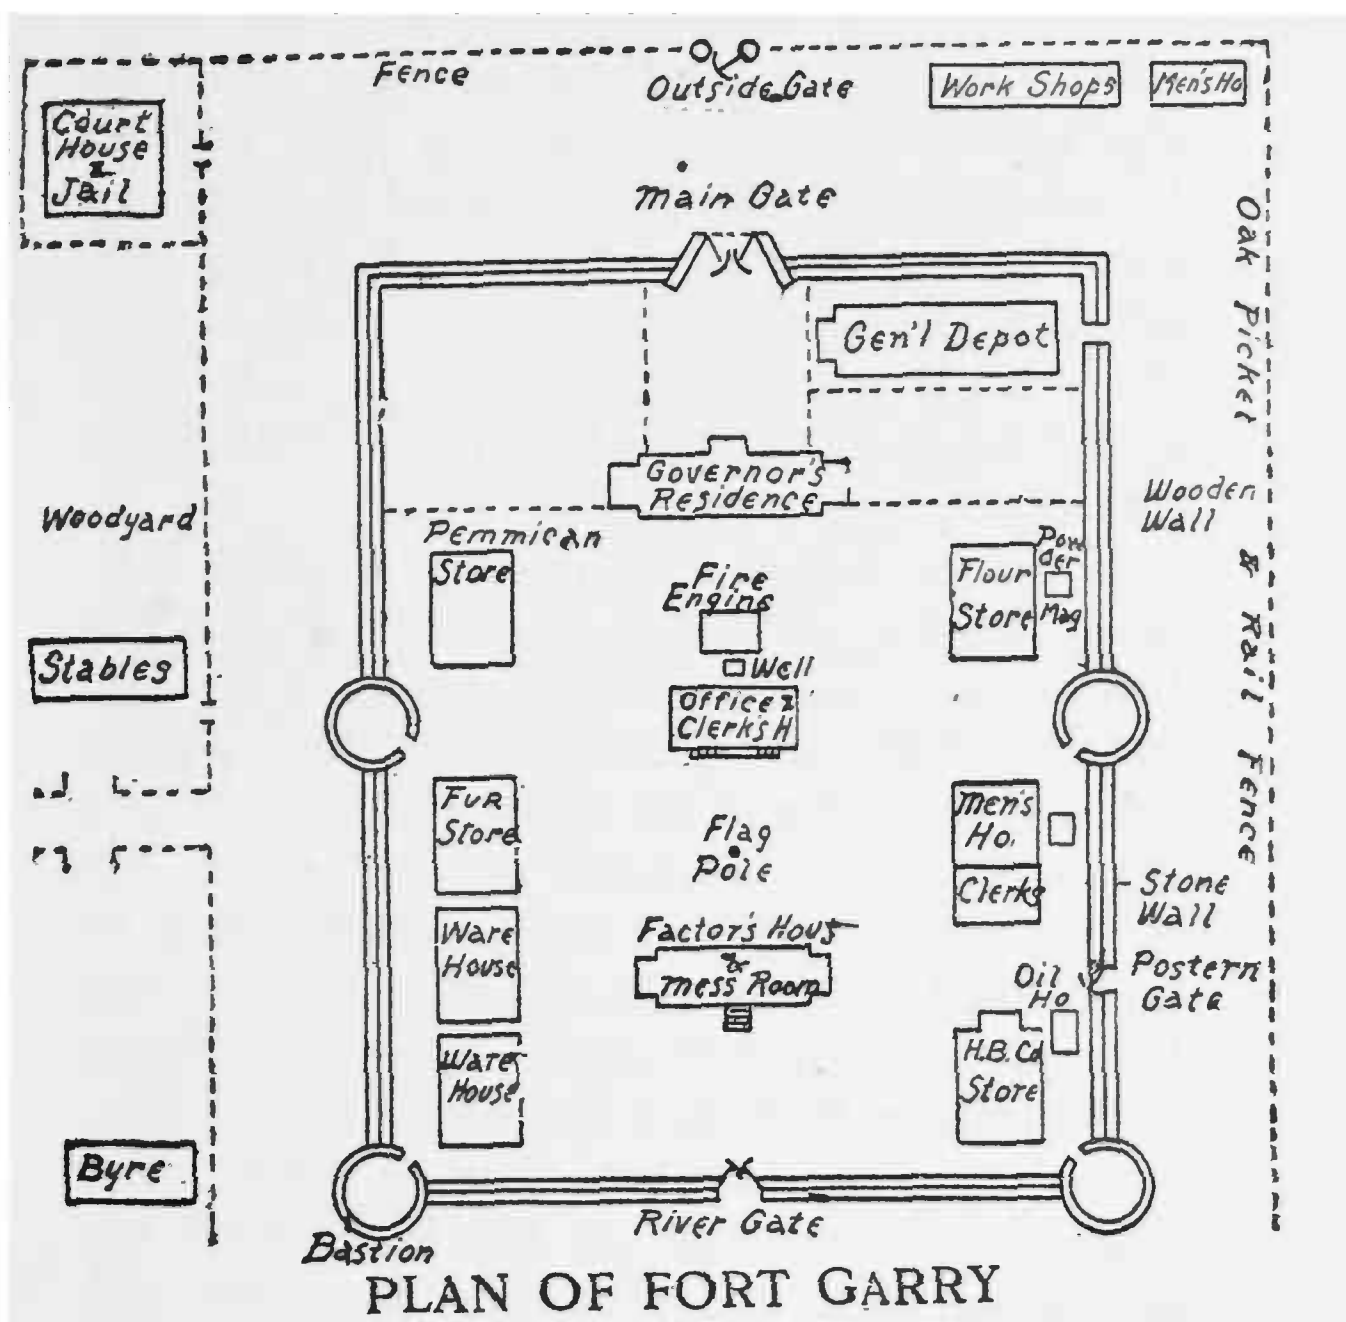 Fence
Outside Gate
Work Shops
Men's Ho
Court
House
&
Jail
Main Gate
Oak Picket & Rail Fence
Gen'l Depot
Governor's
Residence
Wooden
Wall
Woodyard
Pemmican
Store
Fire
Engine
Flour
Store
Pow
der
Mag
Well
Stables
Office &
Clerk's H
Fur
Store
Flag
Pole
Men's
Ho.
Clerks
Stone
Wall
Ware
House
Factor's Hous
&
Mess Room
Oil
Ho
Postern
Gate
Ware
House
H.B. Co
Store
Byre
River Gate
Bastion
PLAN OF FORT GARRY